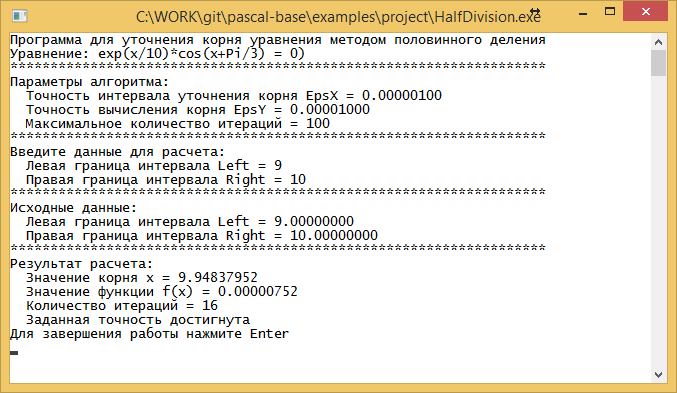 C:\WORK\git\pascal-base\examples\project\HalfDivision.exe
Программа для уточнения корня уравнения методом половинного деления
Уравнение: exp(x/10)*cos(x+Pi/3) = 0)
*******************************************************************
Параметры алгоритма:
Точность интервала уточнения корня EpsX = 0.00000100
Точность вычисления корня EpsY = 0.00001000
Максимальное количество итераций = 100
*******************************************************************
Введите данные для расчета:
Левая граница интервала Left = 9
Правая граница интервала Right = 10
*******************************************************************
Исходные данные:
Левая граница интервала Left = 9.00000000
Правая граница интервала Right = 10.00000000
*******************************************************************
Результат расчета:
Значение корня x = 9.94837952
Значение функции f(x) = 0.00000752
Количество итераций = 16
Заданная точность достигнута
Для завершения работы нажмите Enter